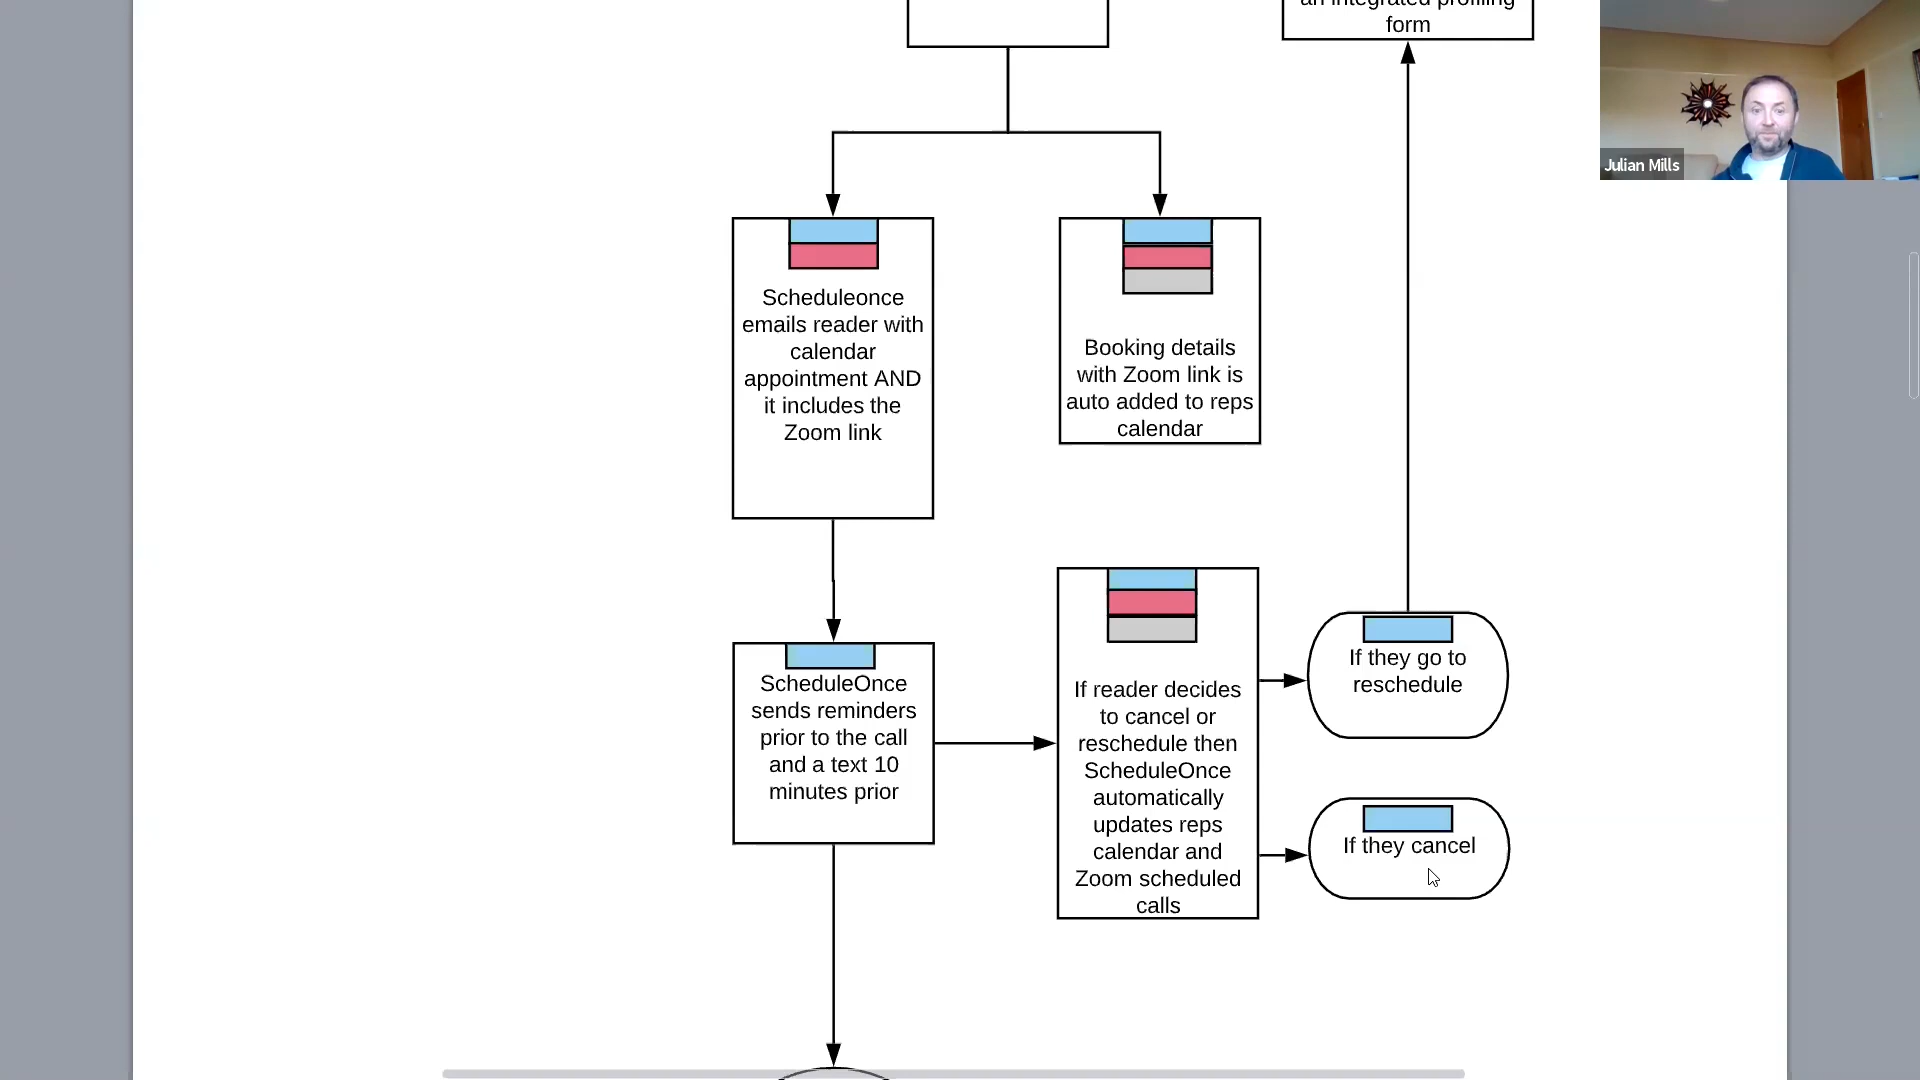 an integrated profiling
form
Julian Mills
Scheduleonce
emails reader with
calendar
appointment AND
it includes the
Zoom link
Booking details
with Zoom link is
auto added to reps
calendar
ScheduleOnce
sends reminders
prior to the call
and a text 10
minutes prior
If reader decides
to cancel or
reschedule then
ScheduleOnce
automatically
updates reps
calendar and
Zoom scheduled
calls
If they go to
reschedule
If they cancel